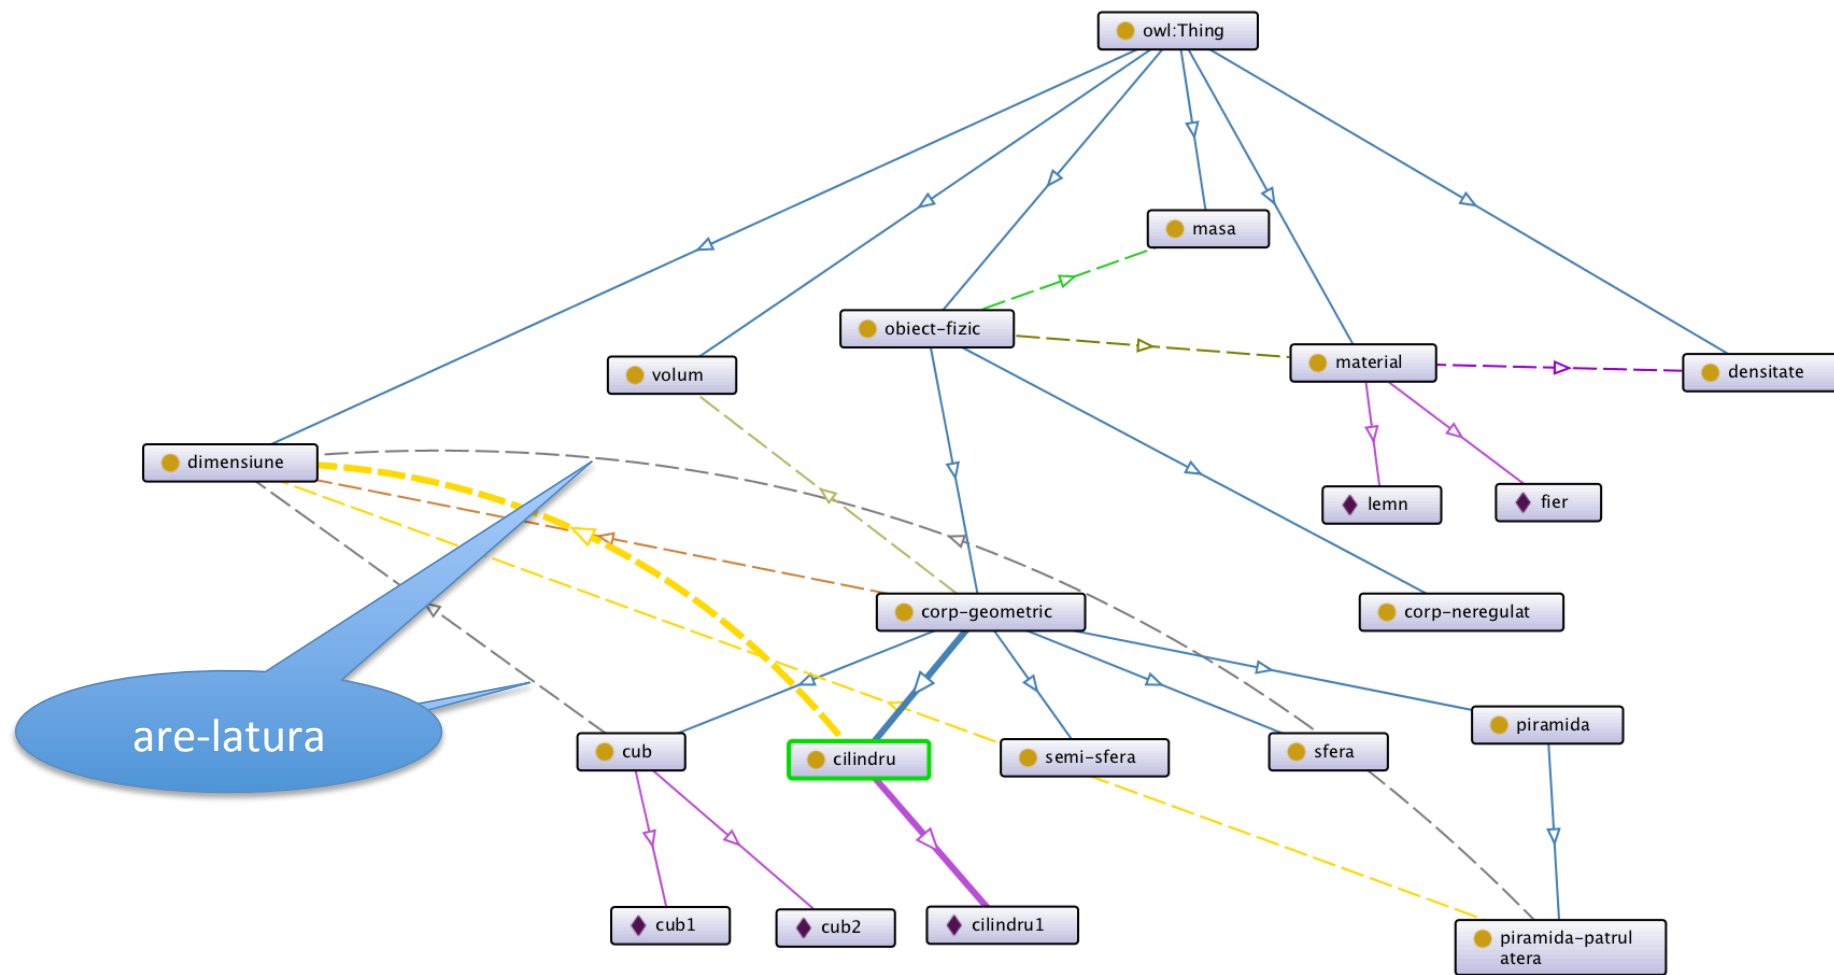 owl:Thing
masa
obiect-fizic
material
densitate
volum
dimensiune
lemn
fier
corp-geometric
corp-neregulat
are-latura
cub
cilindru
semi-sfera
sfera
piramida
cub1
cub2
cilindru1
piramida-patrul
atera